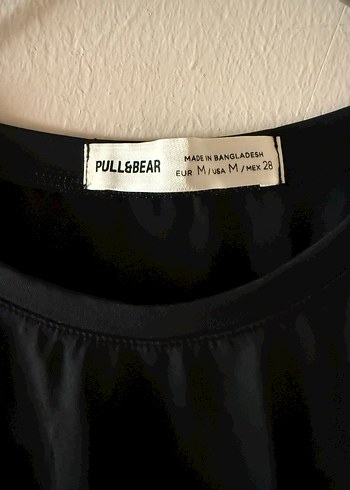 PULL&BEAR
MADE IN BANGLADESH
EUR M / USA M / MEX 28